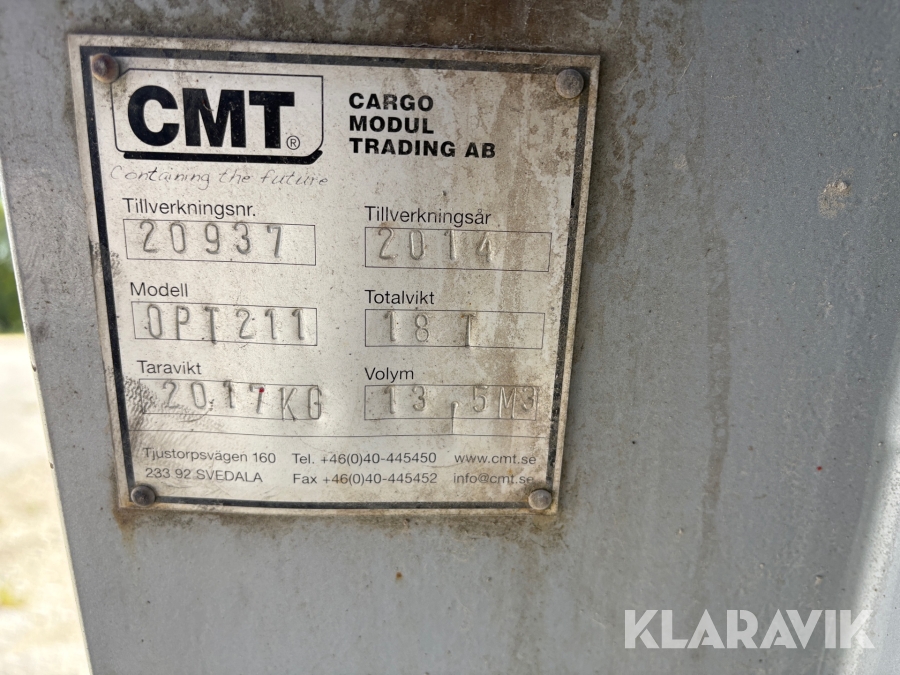 CMT®
CARGO
MODUL
TRADING AB
Containing the future
Tillverkningsnr.
20937
Tillverkningsår
2014
Modell
OPT211
Totalvikt
18 T
Taravikt
2017KG
Volym
13,5M3
Tjustorpsvägen 160 Tel. +46(0)40-445450 www.cmt.se
233 92 SVEDALA Fax +46(0)40-445452 info@cmt.se
KLARAVIK